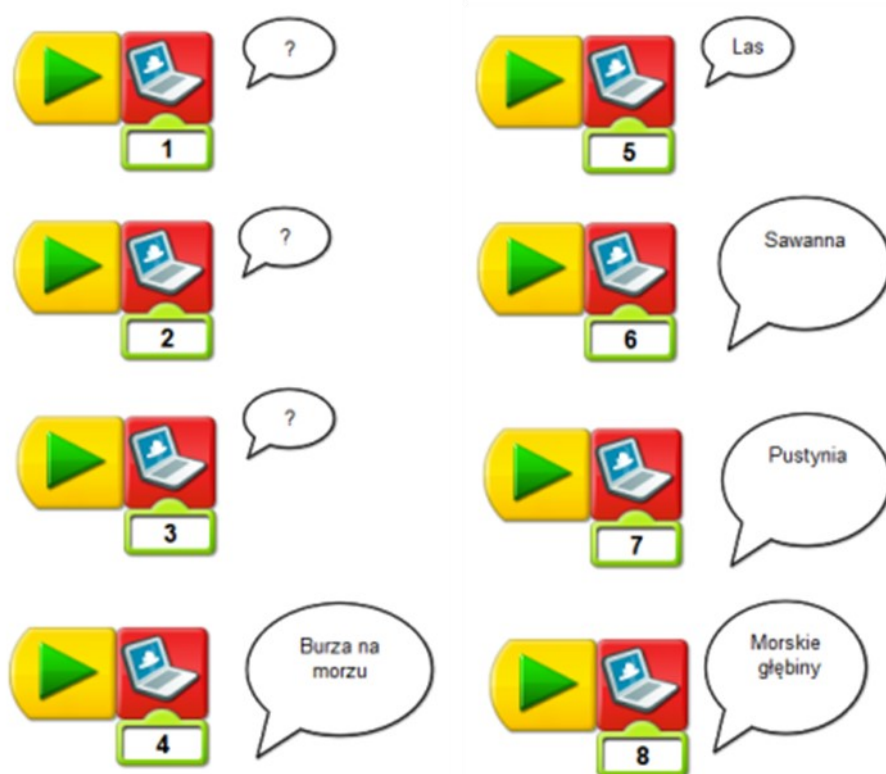 ?
1
?
2
?
3
Burza na
morzu
4
Las
5
Sawanna
6
Pustynia
7
Morskie
głębiny
8